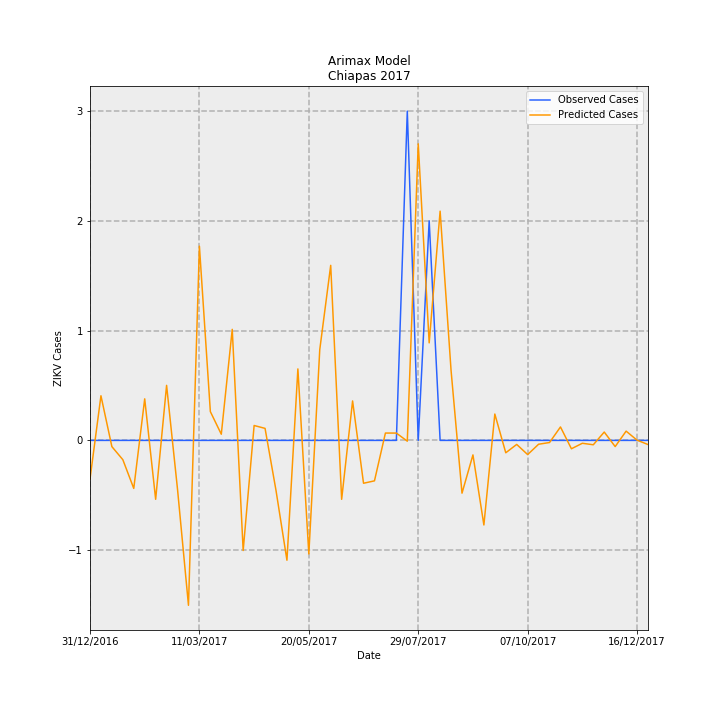 Arimax Model
Chiapas 2017
Observed Cases
Predicted Cases
3
2
1
0
−1
ZIKV Cases
31/12/2016 11/03/2017 20/05/2017 29/07/2017 07/10/2017 16/12/2017
Date